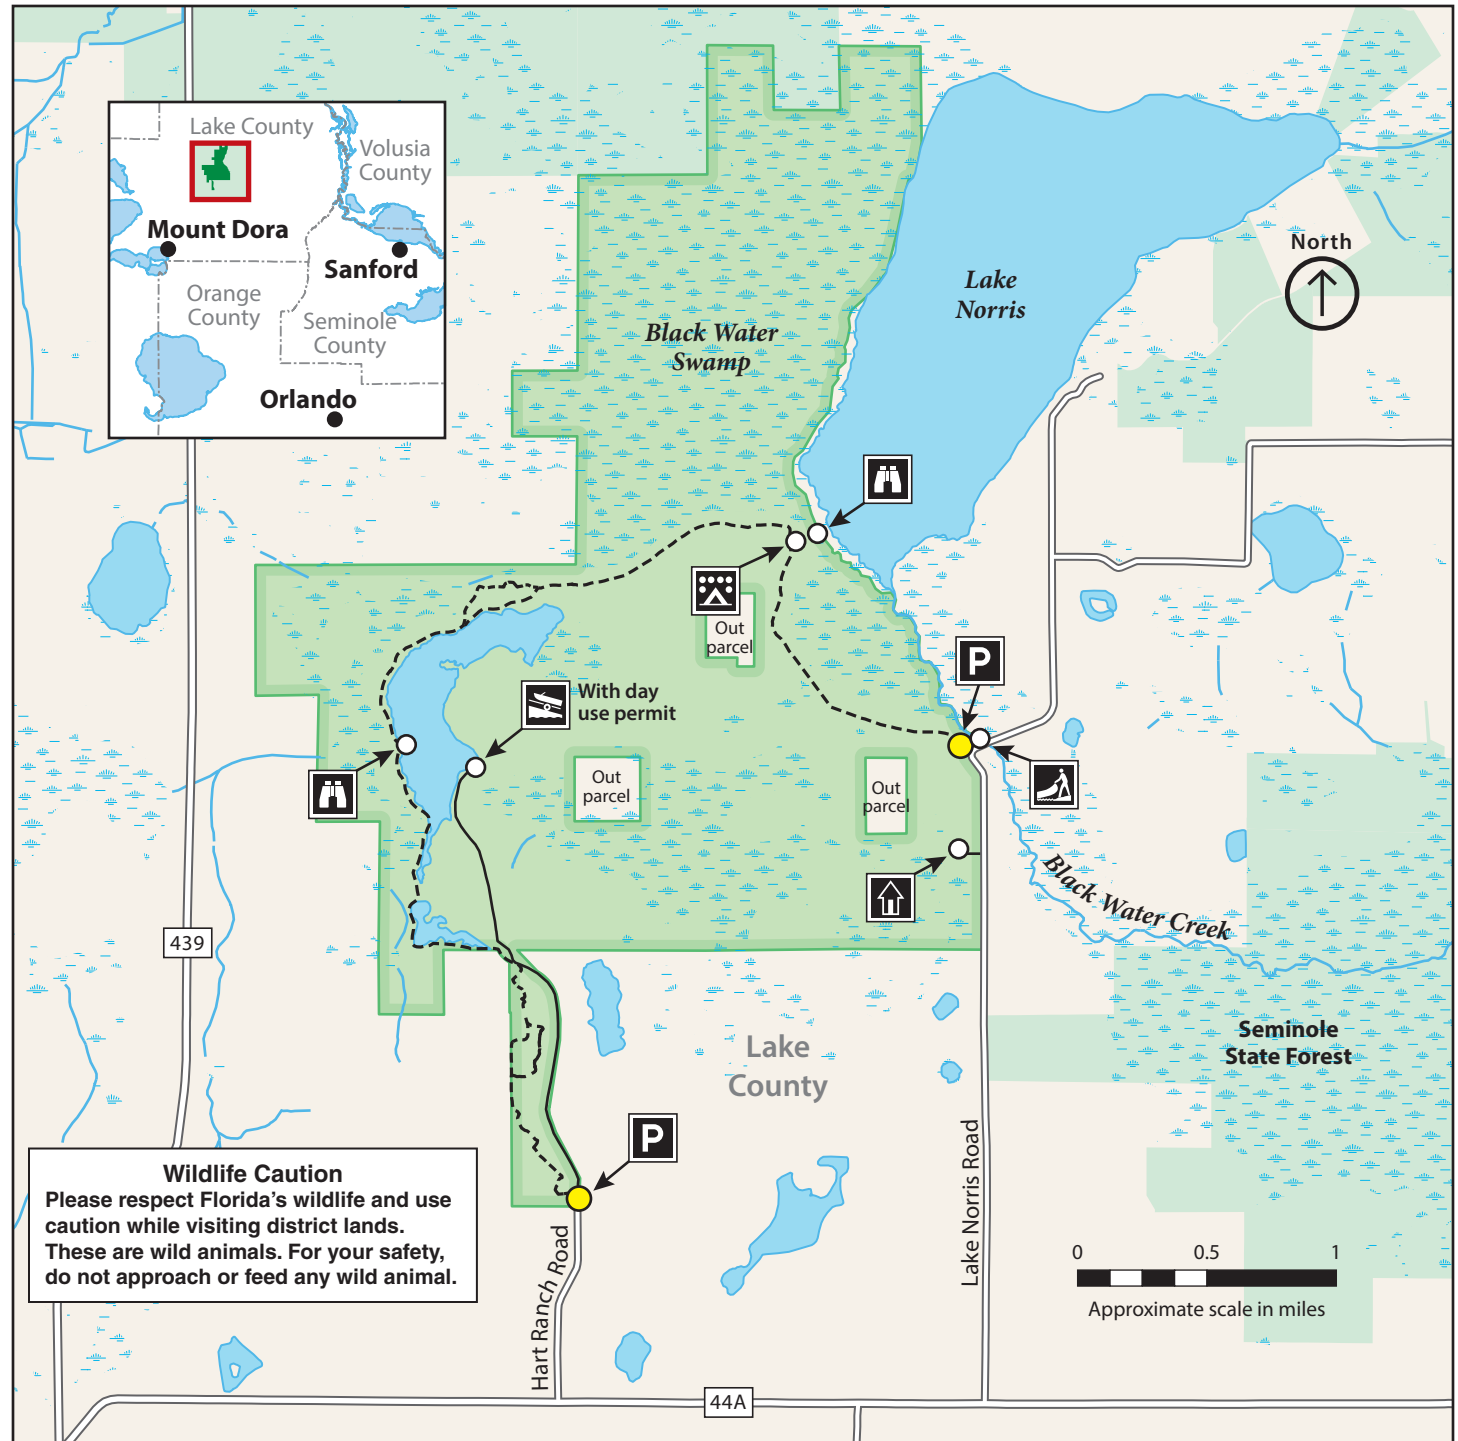 Lake County
Volusia
County
Mount Dora
Sanford
Orange
County
Seminole
County
Orlando
Lake
Norris
North
Black Water
Swamp
Out
parcel
P
With day
use permit
Out
parcel
Out
parcel
Black Water Creek
439
Seminole
State Forest
Lake
County
P
Wildlife Caution
Please respect Florida’s wildlife and use
caution while visiting district lands.
These are wild animals. For your safety,
do not approach or feed any wild animal.
Hart Ranch Road
Lake Norris Road
0 0.5 1
Approximate scale in miles
44A